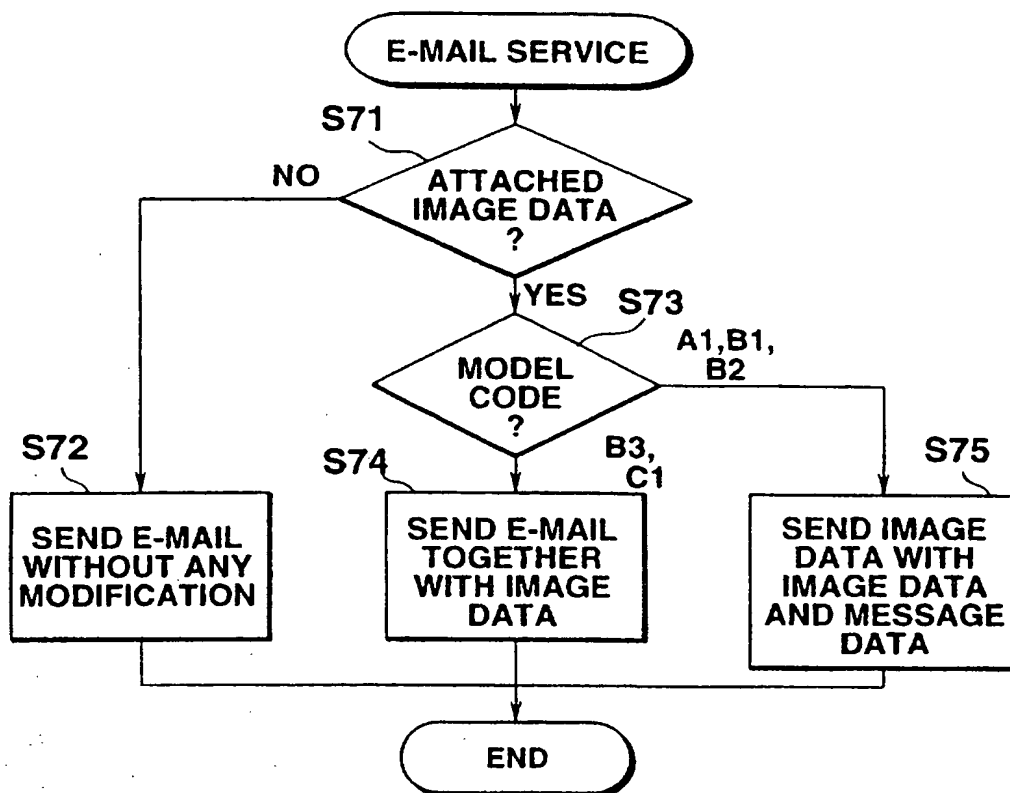 E-MAIL SERVICE
S71
NO
ATTACHED
IMAGE DATA
?
YES
S73
A1,B1,
B2
MODEL
CODE
?
S72
S74
B3,
C1
S75
SEND E-MAIL
WITHOUT ANY
MODIFICATION
SEND E-MAIL
TOGETHER
WITH IMAGE
DATA
SEND IMAGE
DATA WITH
IMAGE DATA
AND MESSAGE
DATA
END